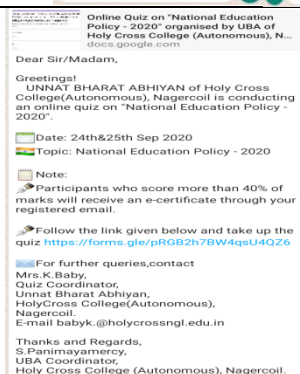 Online Quiz on "National Education
Policy - 2020" organised by UBA of
Holy Cross College (Autonomous), N...
docs.google.com
Dear Sir/Madam,
Greetings!
UNNAT BHARAT ABHIYAN of Holy Cross
College(Autonomous), Nagercoil is conducting
an online quiz on "National Education Policy -
2020".
Date: 24th&25th Sep 2020
Topic: National Education Policy - 2020
Note:
Participants who score more than 40% of
marks will receive an e-certificate through your
registered email.
Follow the link given below and take up the
quiz https://forms.gle/pRGB2h7BW4qsU4QZ6
For further queries,contact
Mrs.K.Baby,
Quiz Coordinator,
Unnat Bharat Abhiyan,
HolyCross College(Autonomous),
Nagercoil.
E-mail babyk.@holycrossngl.edu.in
Thanks and Regards,
S.Panimayamercy,
UBA Coordinator,
Holy Cross College (Autonomous), Nagercoil.